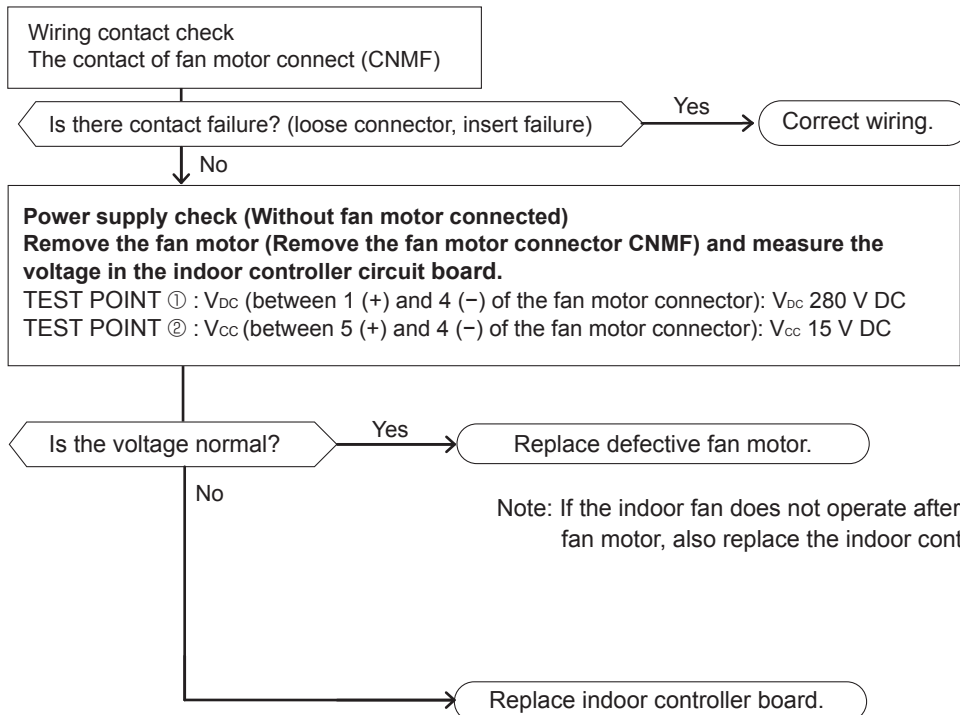 Wiring contact check
The contact of fan motor connect (CNMF)
Is there contact failure? (loose connector, insert failure)
Yes
Correct wiring.
No
Power supply check (Without fan motor connected)
Remove the fan motor (Remove the fan motor connector CNMF) and measure the
voltage in the indoor controller circuit board.
TEST POINT ① : VDC (between 1 (+) and 4 (−) of the fan motor connector): VDC 280 V DC
TEST POINT ② : VCC (between 5 (+) and 4 (−) of the fan motor connector): Vcc 15 V DC
Is the voltage normal?
Yes
Replace defective fan motor.
No
Note: If the indoor fan does not operate after
fan motor, also replace the indoor cont
Replace indoor controller board.